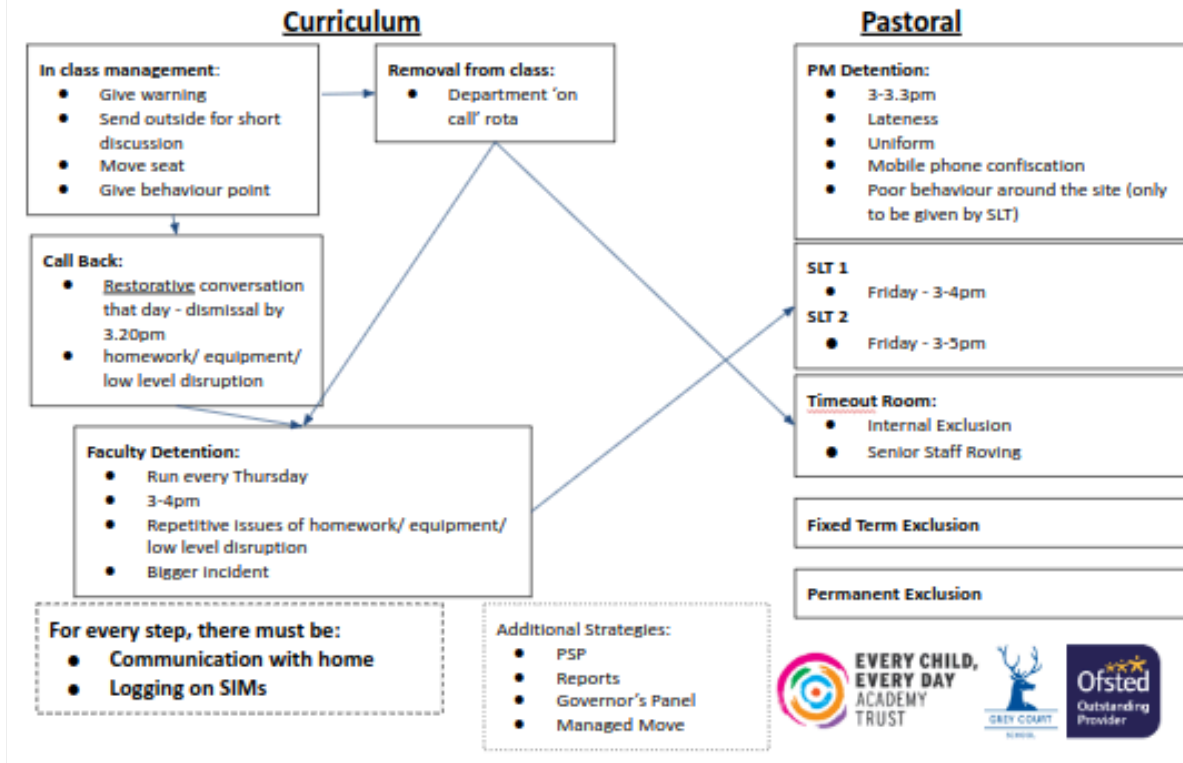 Curriculum
In class management:
● Give warning
● Send outside for short
discussion
● Move seat
● Give behaviour point
Removal from class:
● Department ‘on
call’ rota
Call Back:
● Restorative conversation
that day - dismissal by
3.20pm
● homework/ equipment/
low level disruption
Faculty Detention:
● Run every Thursday
● 3-4pm
● Repetitive issues of homework/ equipment/
low level disruption
● Bigger incident
For every step, there must be:
● Communication with home
● Logging on SIMs
Additional Strategies:
● PSP
● Reports
● Governor’s Panel
● Managed Move
Pastoral
PM Detention:
● 3-3.3pm
● Lateness
● Uniform
● Mobile phone confiscation
● Poor behaviour around the site (only
to be given by SLT)
SLT 1
● Friday - 3-4pm
SLT 2
● Friday - 3-5pm
Timeout Room:
● Internal Exclusion
● Senior Staff Roving
Fixed Term Exclusion
Permanent Exclusion
EVERY CHILD,
EVERY DAY
ACADEMY
TRUST
GREY COURT
SCHOOL
Ofsted
Outstanding
Provider